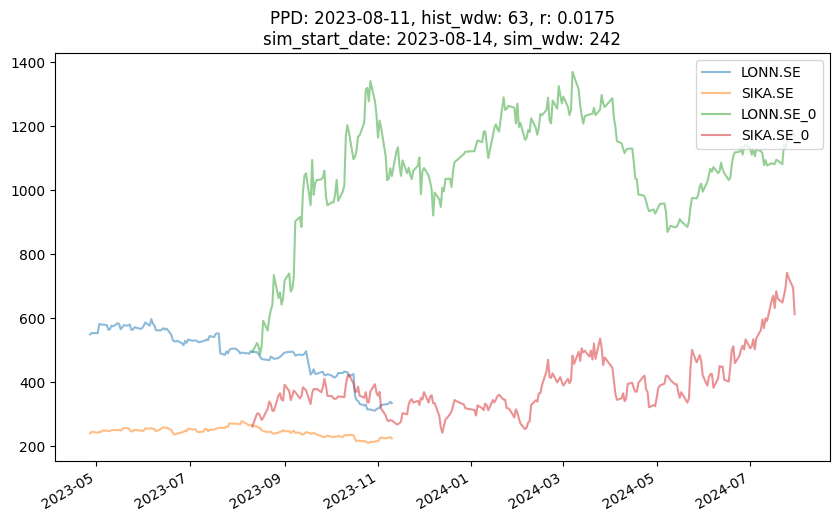 PPD: 2023-08-11, hist_wdw: 63, r: 0.0175
sim_start_date: 2023-08-14, sim_wdw: 242
LONN.SE
SIKA.SE
LONN.SE_0
SIKA.SE_0
1400
1200
1000
800
600
400
200
2023-05
2023-07
2023-09
2023-11
2024-01
2024-03
2024-05
2024-07